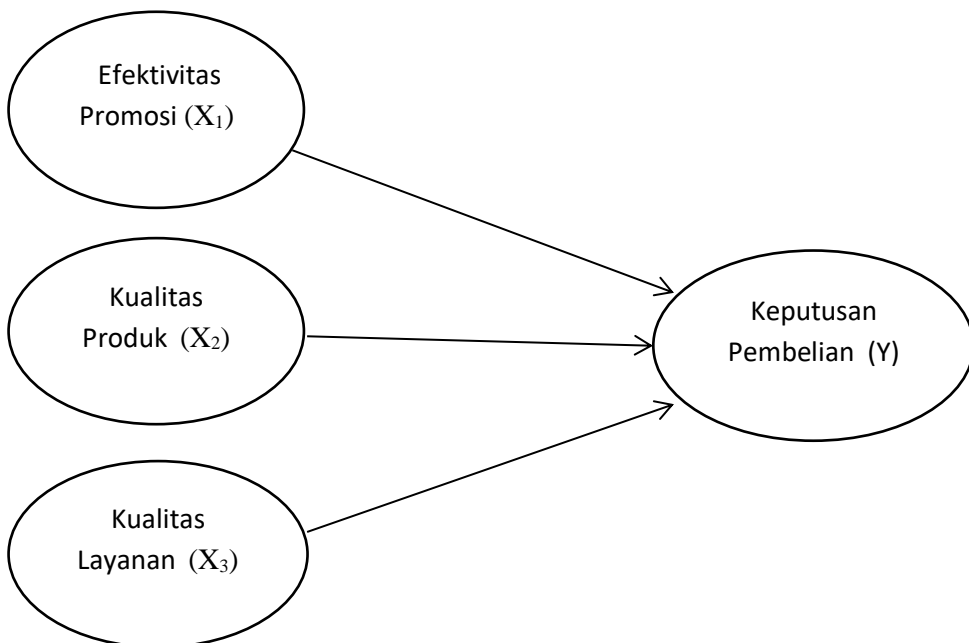 Efektivitas
Promosi (X₁)
Kualitas
Produk (X₂)
Keputusan
Pembelian (Y)
Kualitas
Layanan (X₃)